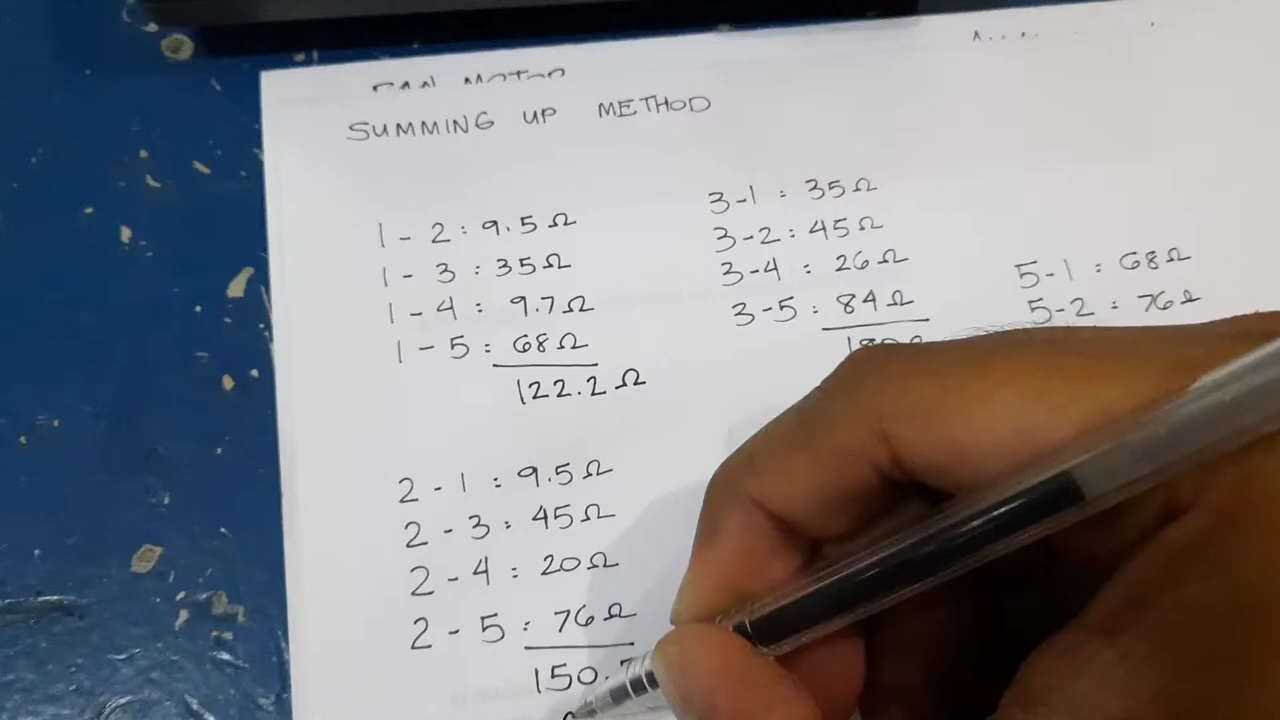 SUMMING UP METHOD
1 - 2 : 9.5 Ω
1 - 3 : 35 Ω
1 - 4 : 9.7 Ω
1 - 5 : 68 Ω
122.2 Ω
2 - 1 : 9.5 Ω
2 - 3 : 45 Ω
2 - 4 : 20 Ω
2 - 5 : 76 Ω
150.
3 - 1 : 35 Ω
3 - 2 : 45 Ω
3 - 4 : 26 Ω
3 - 5 : 84 Ω
5 - 1 : 68 Ω
5 - 2 : 76 Ω